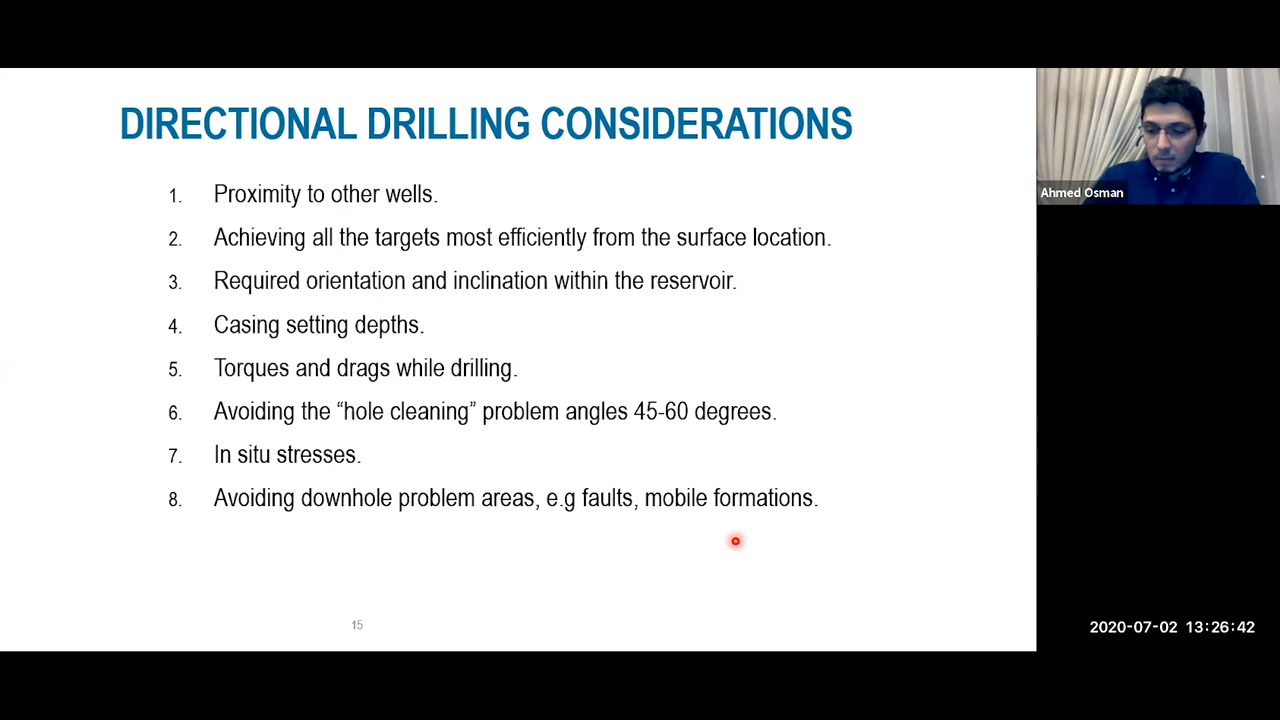 DIRECTIONAL DRILLING CONSIDERATIONS
1. Proximity to other wells.
2. Achieving all the targets most efficiently from the surface location.
3. Required orientation and inclination within the reservoir.
4. Casing setting depths.
5. Torques and drags while drilling.
6. Avoiding the “hole cleaning” problem angles 45-60 degrees.
7. In situ stresses.
8. Avoiding downhole problem areas, e.g faults, mobile formations.
15
Ahmed Osman
2020-07-02 13:26:42